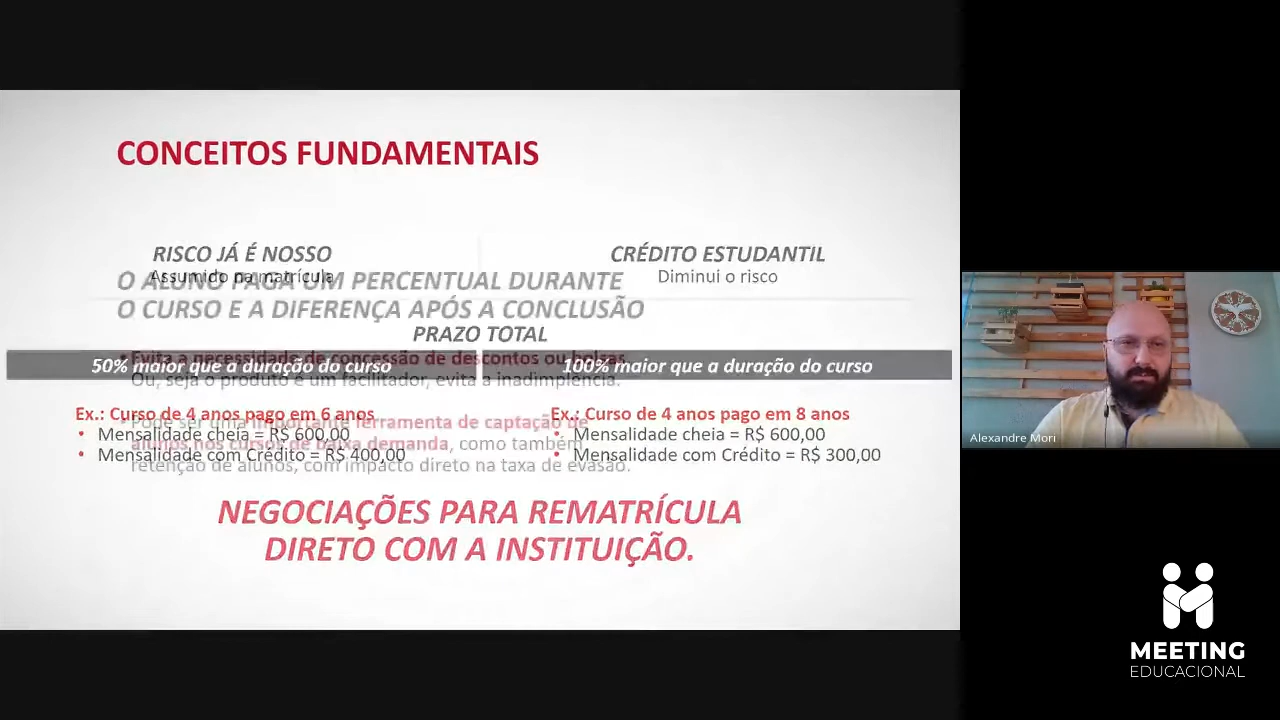 CONCEITOS FUNDAMENTAIS
RISCO JÁ É NOSSO
Assumido na matrícula
CRÉDITO ESTUDANTIL
Diminui o risco
O ALUNO PAGA UM PERCENTUAL DURANTE
O CURSO E A DIFERENÇA APÓS A CONCLUSÃO
PRAZO TOTAL
• Evita a necessidade de concessão de descontos ou bolsas.
Ou, seja o produto é um facilitador, evita a inadimplência.
50% maior que a duração do curso
100% maior que a duração do curso
Ex.: Curso de 4 anos pago em 6 anos
• Mensalidade cheia = R$ 600,00
• Mensalidade com Crédito = R$ 400,00
Ex.: Curso de 4 anos pago em 8 anos
• Mensalidade cheia = R$ 600,00
• Mensalidade com Crédito = R$ 300,00
• Pode ser uma importante ferramenta de captação de
alunos nos cursos de baixa demanda, como também
retenção de alunos, com impacto direto na taxa de evasão.
NEGOCIAÇÕES PARA REMATRÍCULA
DIRETO COM A INSTITUIÇÃO.
Alexandre Mori
MEETING
EDUCACIONAL